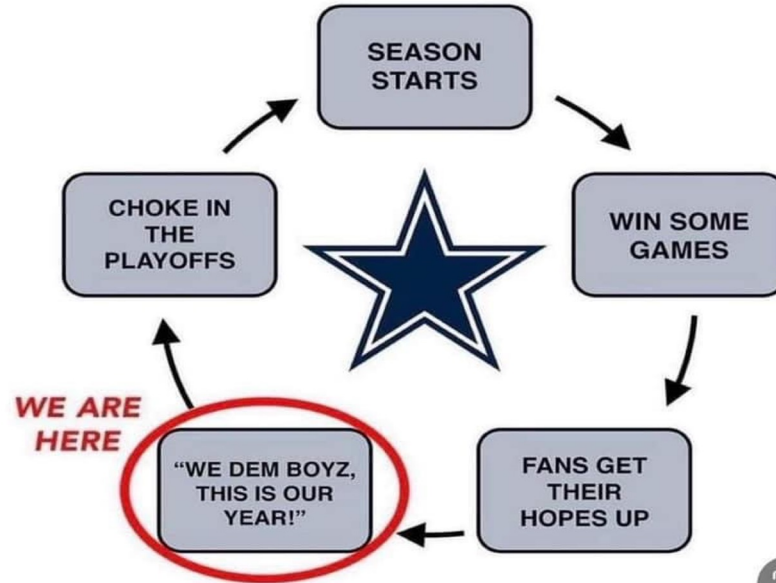 SEASON
STARTS
WIN SOME
GAMES
FANS GET
THEIR
HOPES UP
“WE DEM BOYZ,
THIS IS OUR
YEAR!”
WE ARE
HERE
CHOKE IN
THE
PLAYOFFS